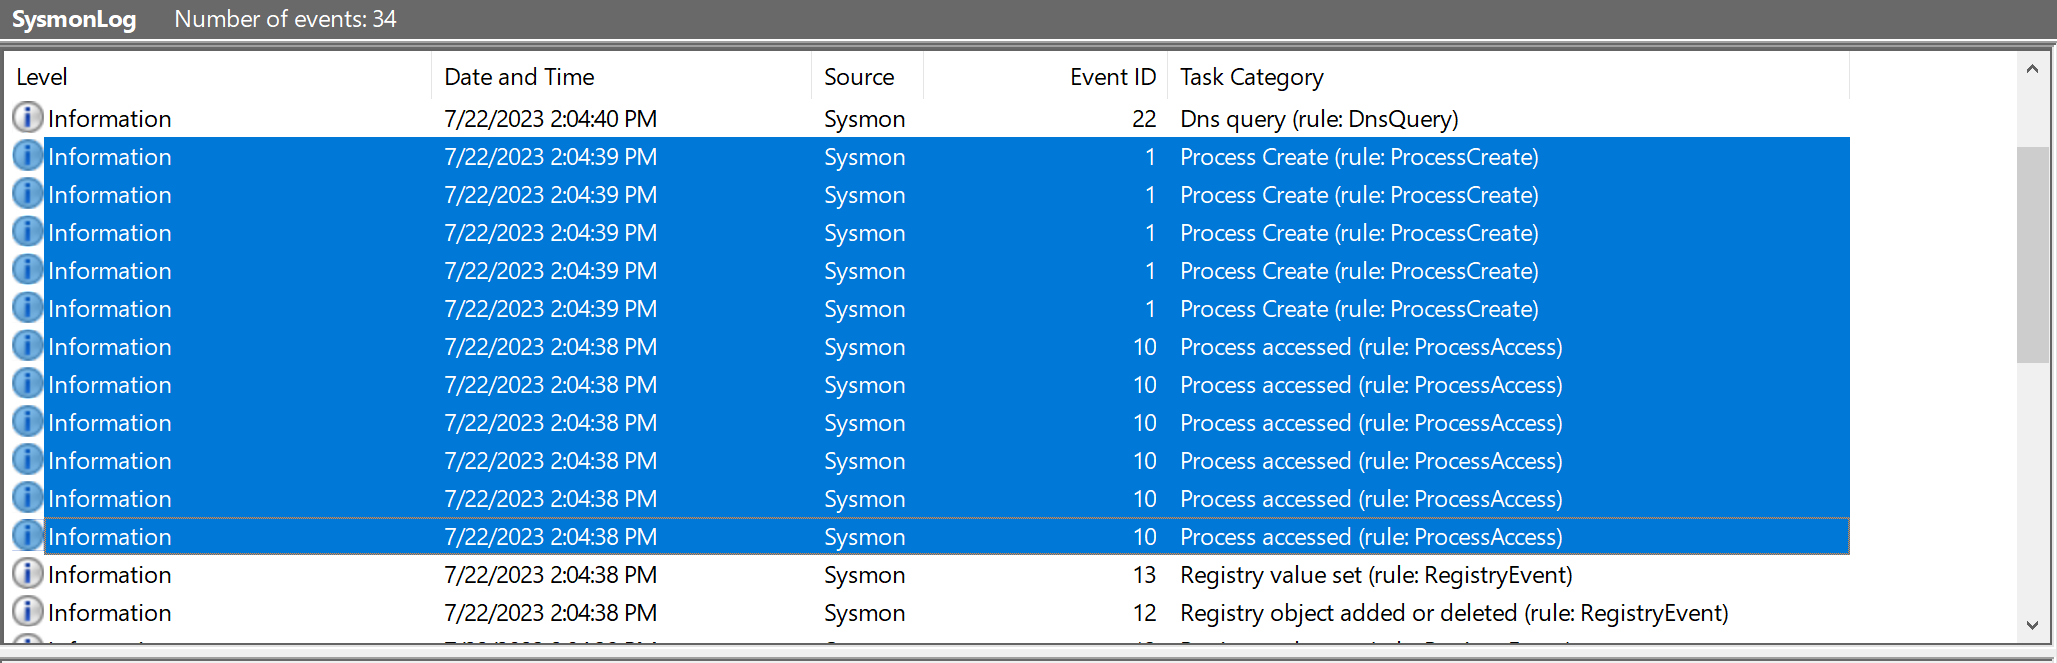 SysmonLog Number of events: 34
Level Date and Time Source Event ID Task Category
Information 7/22/2023 2:04:40 PM Sysmon 22 Dns query (rule: DnsQuery)
Information 7/22/2023 2:04:39 PM Sysmon 1 Process Create (rule: ProcessCreate)
Information 7/22/2023 2:04:39 PM Sysmon 1 Process Create (rule: ProcessCreate)
Information 7/22/2023 2:04:39 PM Sysmon 1 Process Create (rule: ProcessCreate)
Information 7/22/2023 2:04:39 PM Sysmon 1 Process Create (rule: ProcessCreate)
Information 7/22/2023 2:04:39 PM Sysmon 1 Process Create (rule: ProcessCreate)
Information 7/22/2023 2:04:38 PM Sysmon 10 Process accessed (rule: ProcessAccess)
Information 7/22/2023 2:04:38 PM Sysmon 10 Process accessed (rule: ProcessAccess)
Information 7/22/2023 2:04:38 PM Sysmon 10 Process accessed (rule: ProcessAccess)
Information 7/22/2023 2:04:38 PM Sysmon 10 Process accessed (rule: ProcessAccess)
Information 7/22/2023 2:04:38 PM Sysmon 10 Process accessed (rule: ProcessAccess)
Information 7/22/2023 2:04:38 PM Sysmon 10 Process accessed (rule: ProcessAccess)
Information 7/22/2023 2:04:38 PM Sysmon 13 Registry value set (rule: RegistryEvent)
Information 7/22/2023 2:04:38 PM Sysmon 12 Registry object added or deleted (rule: RegistryEvent)